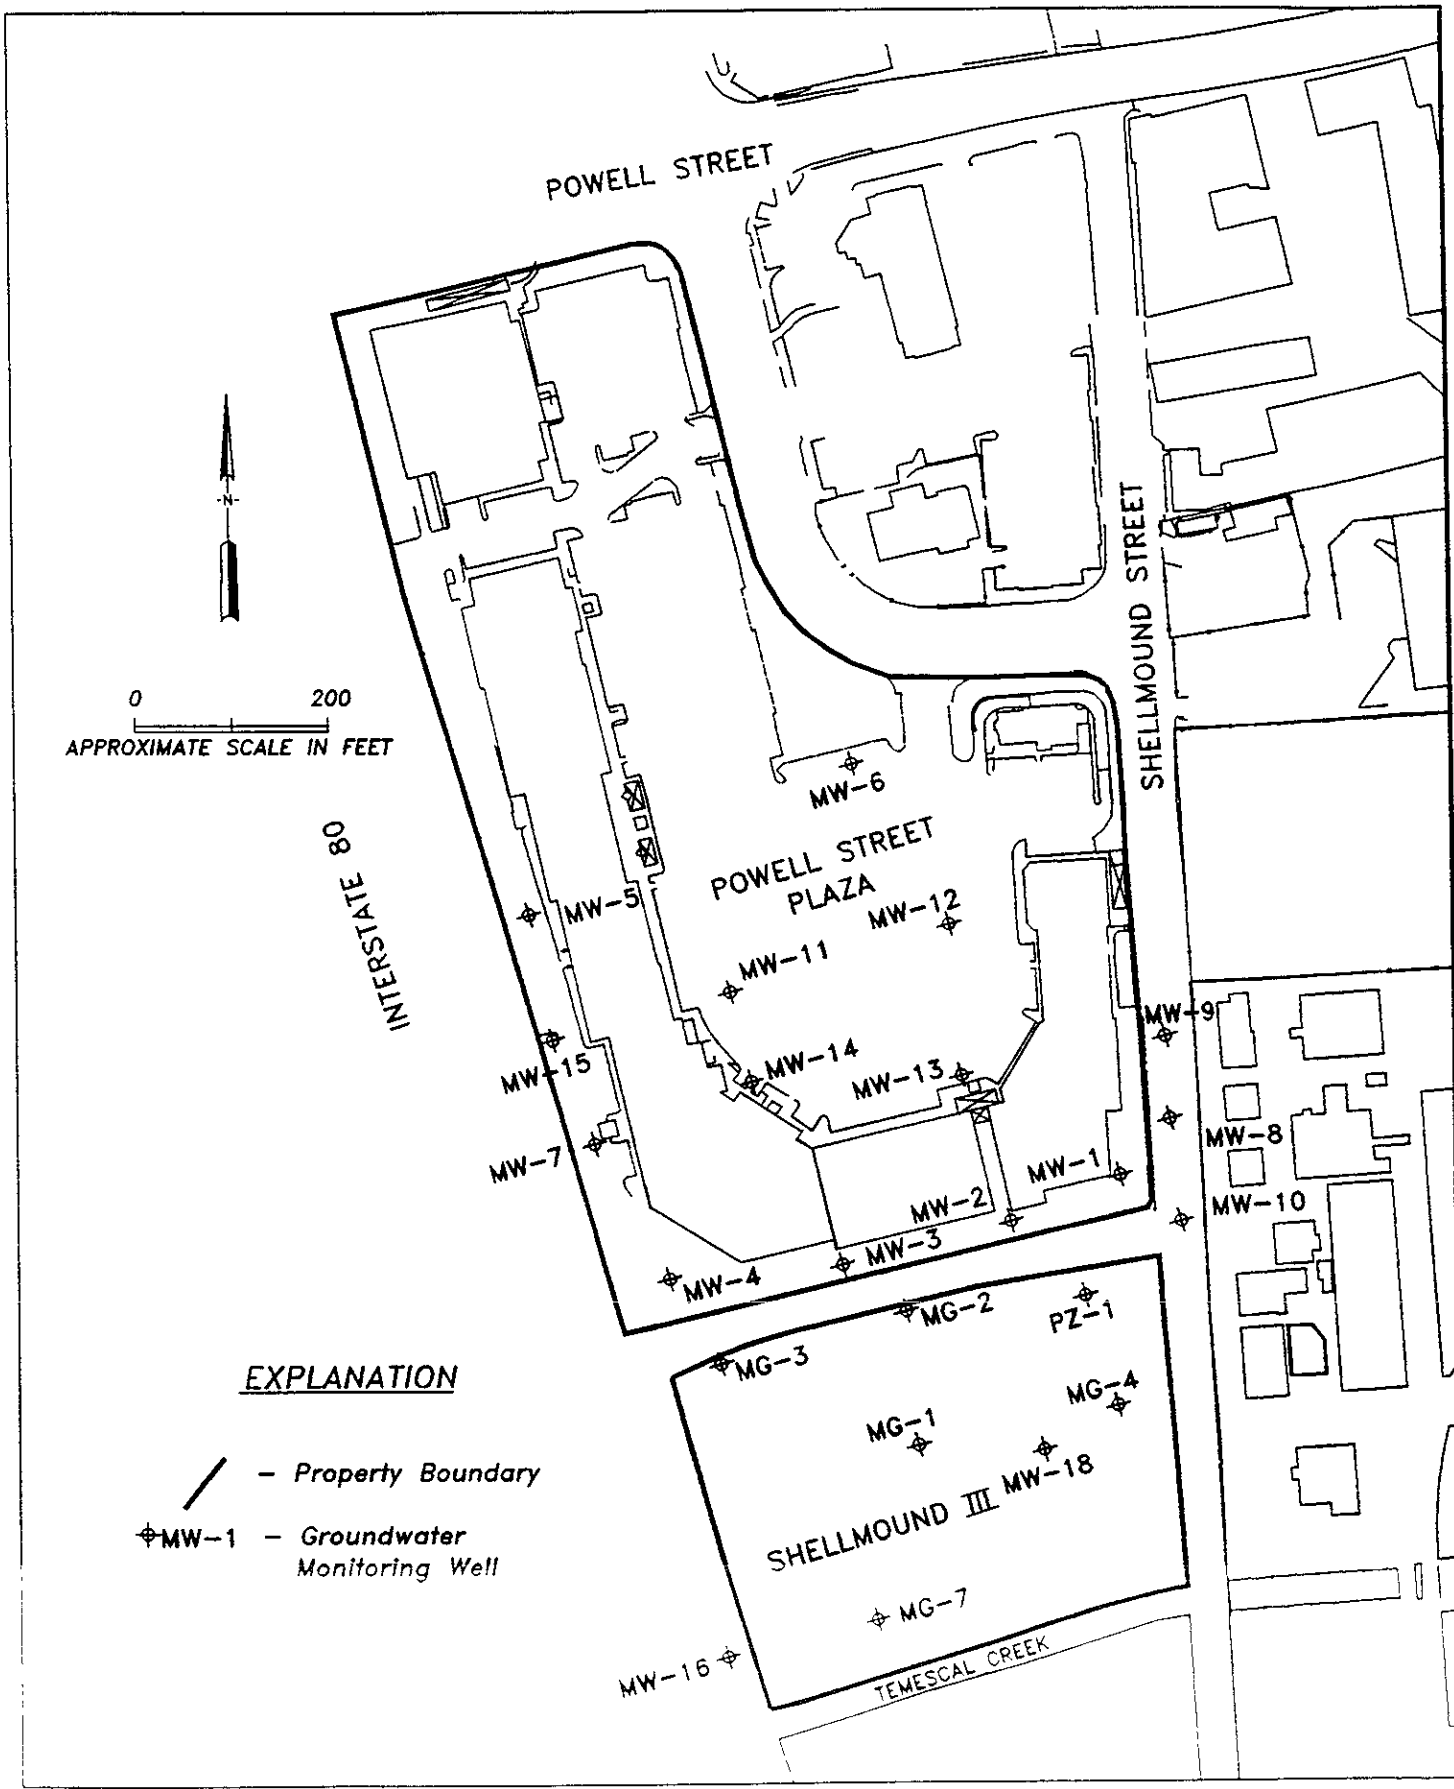 POWELL STREET
-N-
SHELLMOUND STREET
0 200
APPROXIMATE SCALE IN FEET
MW-6
INTERSTATE 80
POWELL STREET
PLAZA
MW-5
MW-12
MW-11
MW-9
MW-15
MW-14
MW-13
MW-8
MW-7
MW-1
MW-2
MW-10
MW-3
MW-4
MG-2
PZ-1
MG-3
EXPLANATION
MG-4
MG-1
MW-18
- Property Boundary
SHELLMOUND III
MW-1 - Groundwater
Monitoring Well
MG-7
MW-16
TEMESCAL CREEK